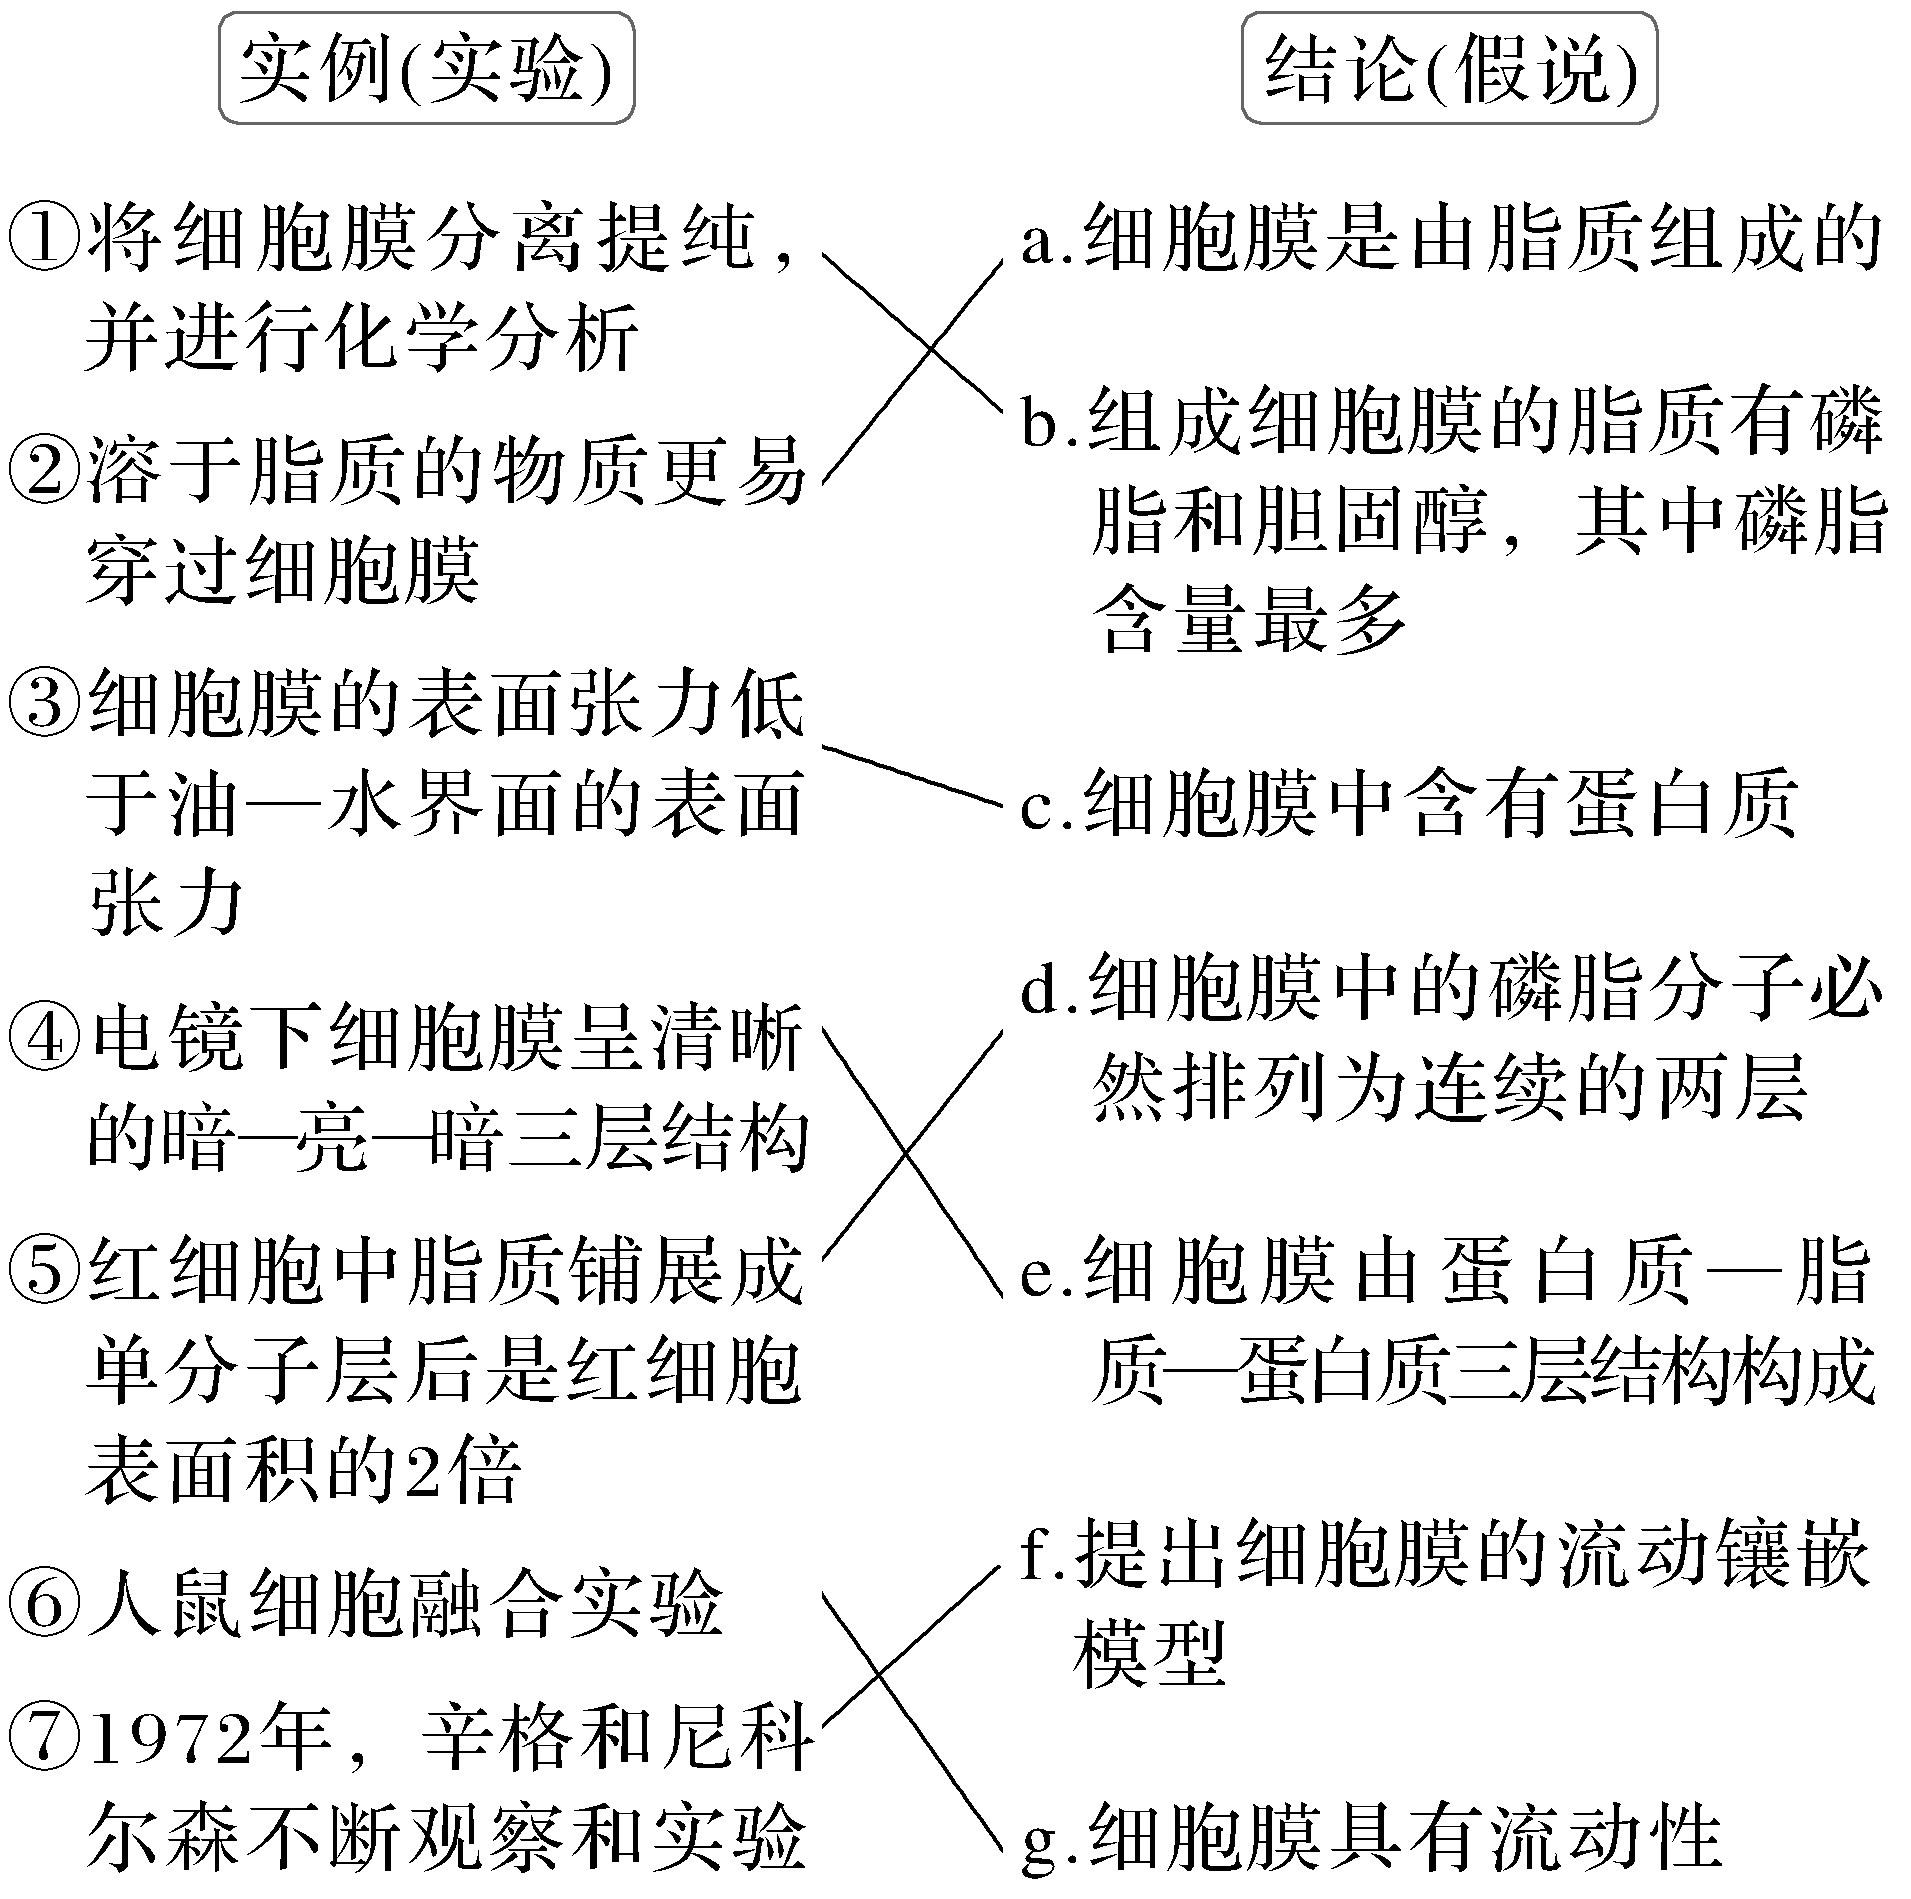 实例(实验)
①将细胞膜分离提纯，
并进行化学分析
②溶于脂质的物质更易
穿过细胞膜
③细胞膜的表面张力低
于油—水界面的表面
张力
④电镜下细胞膜呈清晰
的暗—亮—暗三层结构
⑤红细胞中脂质铺展成
单分子层后是红细胞
表面积的2倍
⑥人鼠细胞融合实验
⑦1972年，辛格和尼科
尔森不断观察和实验
结论(假说)
a.细胞膜是由脂质组成的
b.组成细胞膜的脂质有磷
脂和胆固醇，其中磷脂
含量最多
c.细胞膜中含有蛋白质
d.细胞膜中的磷脂分子必
然排列为连续的两层
e.细胞膜由蛋白质—脂
质—蛋白质三层结构构成
f.提出细胞膜的流动镶嵌
模型
g.细胞膜具有流动性